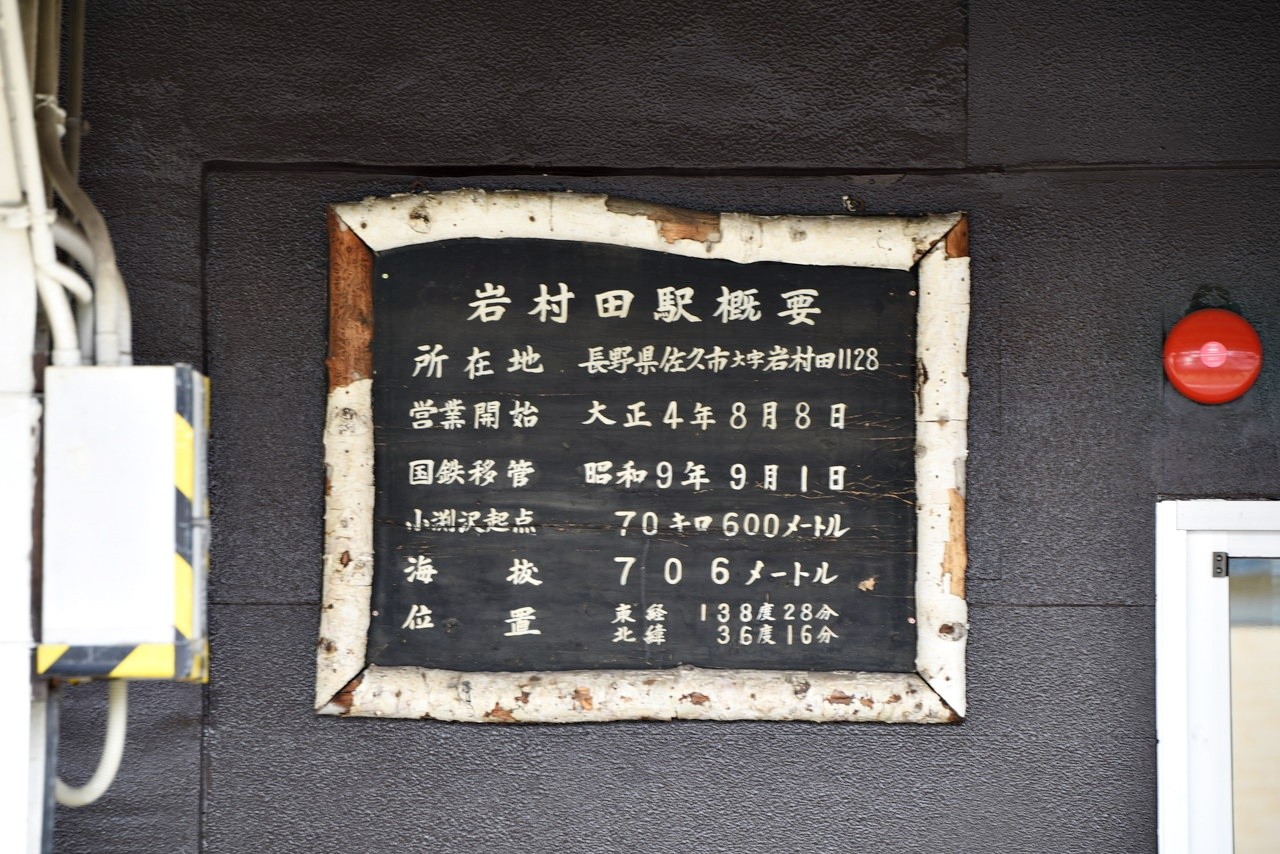 岩村田駅概要
所在地 長野県佐久市大字岩村田1128
営業開始 大正4年8月8日
国鉄移管 昭和9年9月1日
小渕沢起点 70キロ600メートル
海抜 706メートル
位置 東経 138度28分
北緯 36度16分